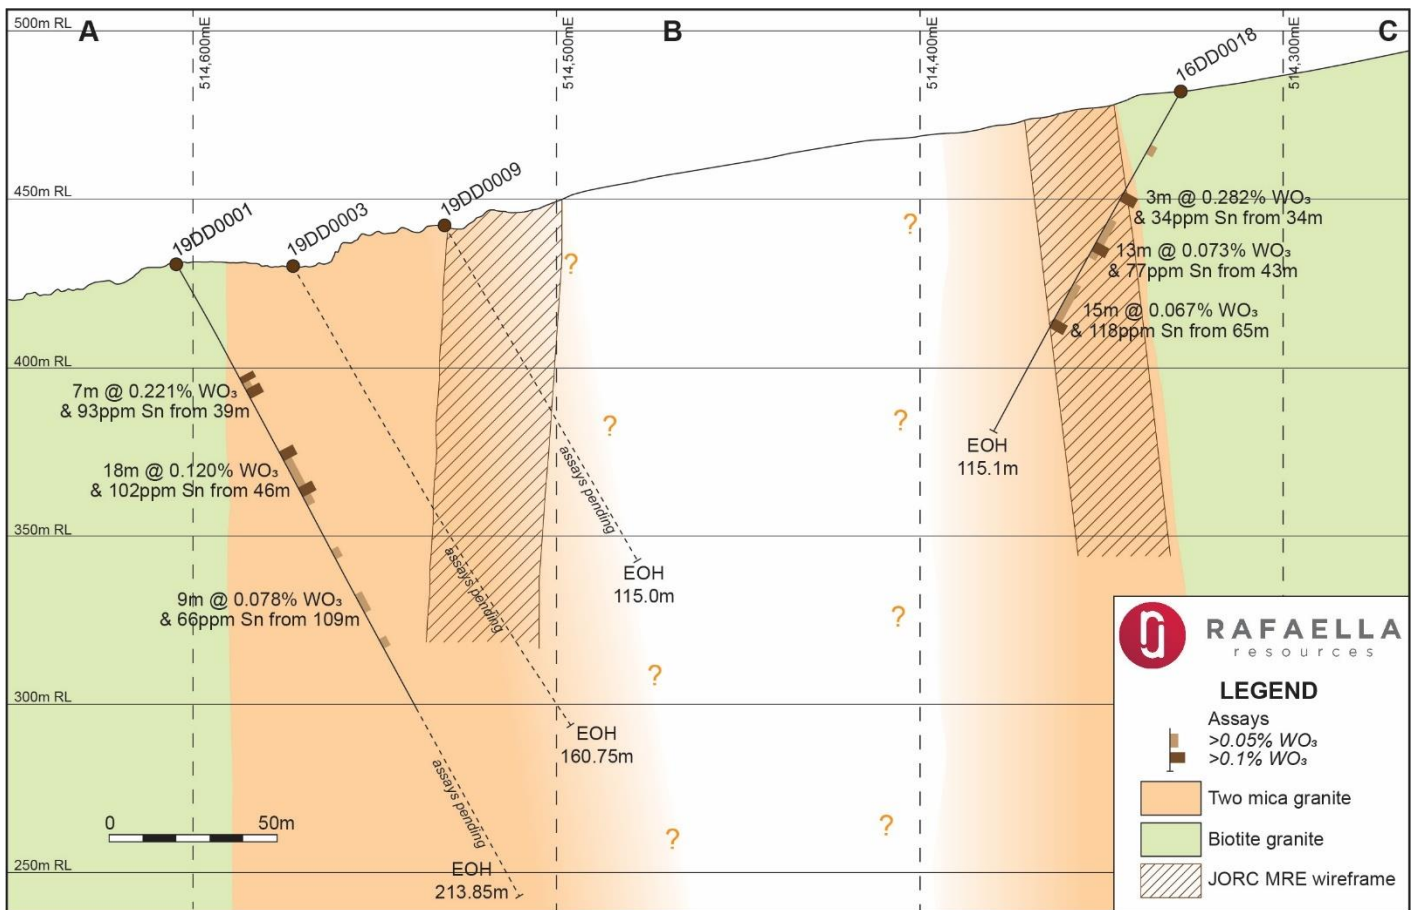 500m RL
A
B
C
514,600mE
514,500mE
514,400mE
514,300mE
16DD0018
450m RL
19DD0001
19DD0003
19DD0009
?
?
3m @ 0.282% WO₃
& 34ppm Sn from 34m
13m @ 0.073% WO₃
& 77ppm Sn from 43m
15m @ 0.067% WO₃
& 118ppm Sn from 65m
400m RL
7m @ 0.221% WO₃
& 93ppm Sn from 39m
?
?
EOH
115.1m
assays pending
18m @ 0.120% WO₃
& 102ppm Sn from 46m
350m RL
assays pending
EOH
115.0m
9m @ 0.078% WO₃
& 66ppm Sn from 109m
?
?
300m RL
EOH
160.75m
assays pending
0
50m
?
?
250m RL
EOH
213.85m
RAFAELLA
resources
LEGEND
Assays
>0.05% WO₃
>0.1% WO₃
Two mica granite
Biotite granite
JORC MRE wireframe